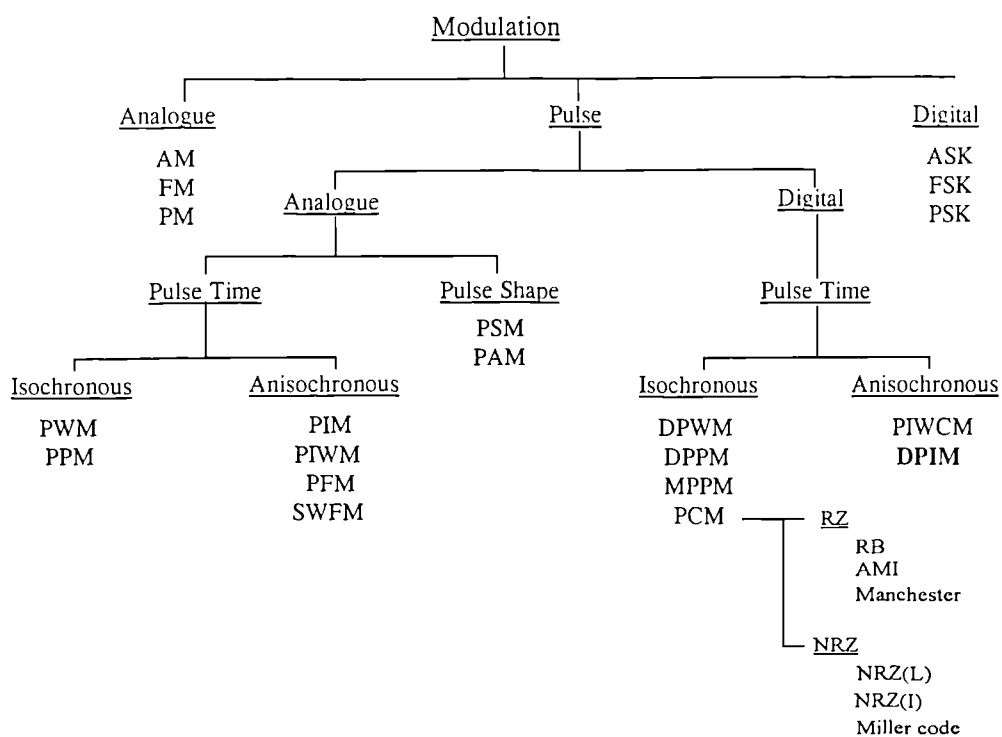 Modulation
Analogue
Pulse
Digital
AM
FM
PM
ASK
FSK
PSK
Analogue
Digital
Pulse Time
Pulse Shape
Pulse Time
PSM
PAM
Isochronous
Anisochronous
Isochronous
Anisochronous
PWM
PPM
PIM
PIWM
PFM
SWFM
DPWM
DPPM
MPPM
PCM
PIWCM
DPIM
RZ
RB
AMI
Manchester
NRZ
NRZ(L)
NRZ(I)
Miller code